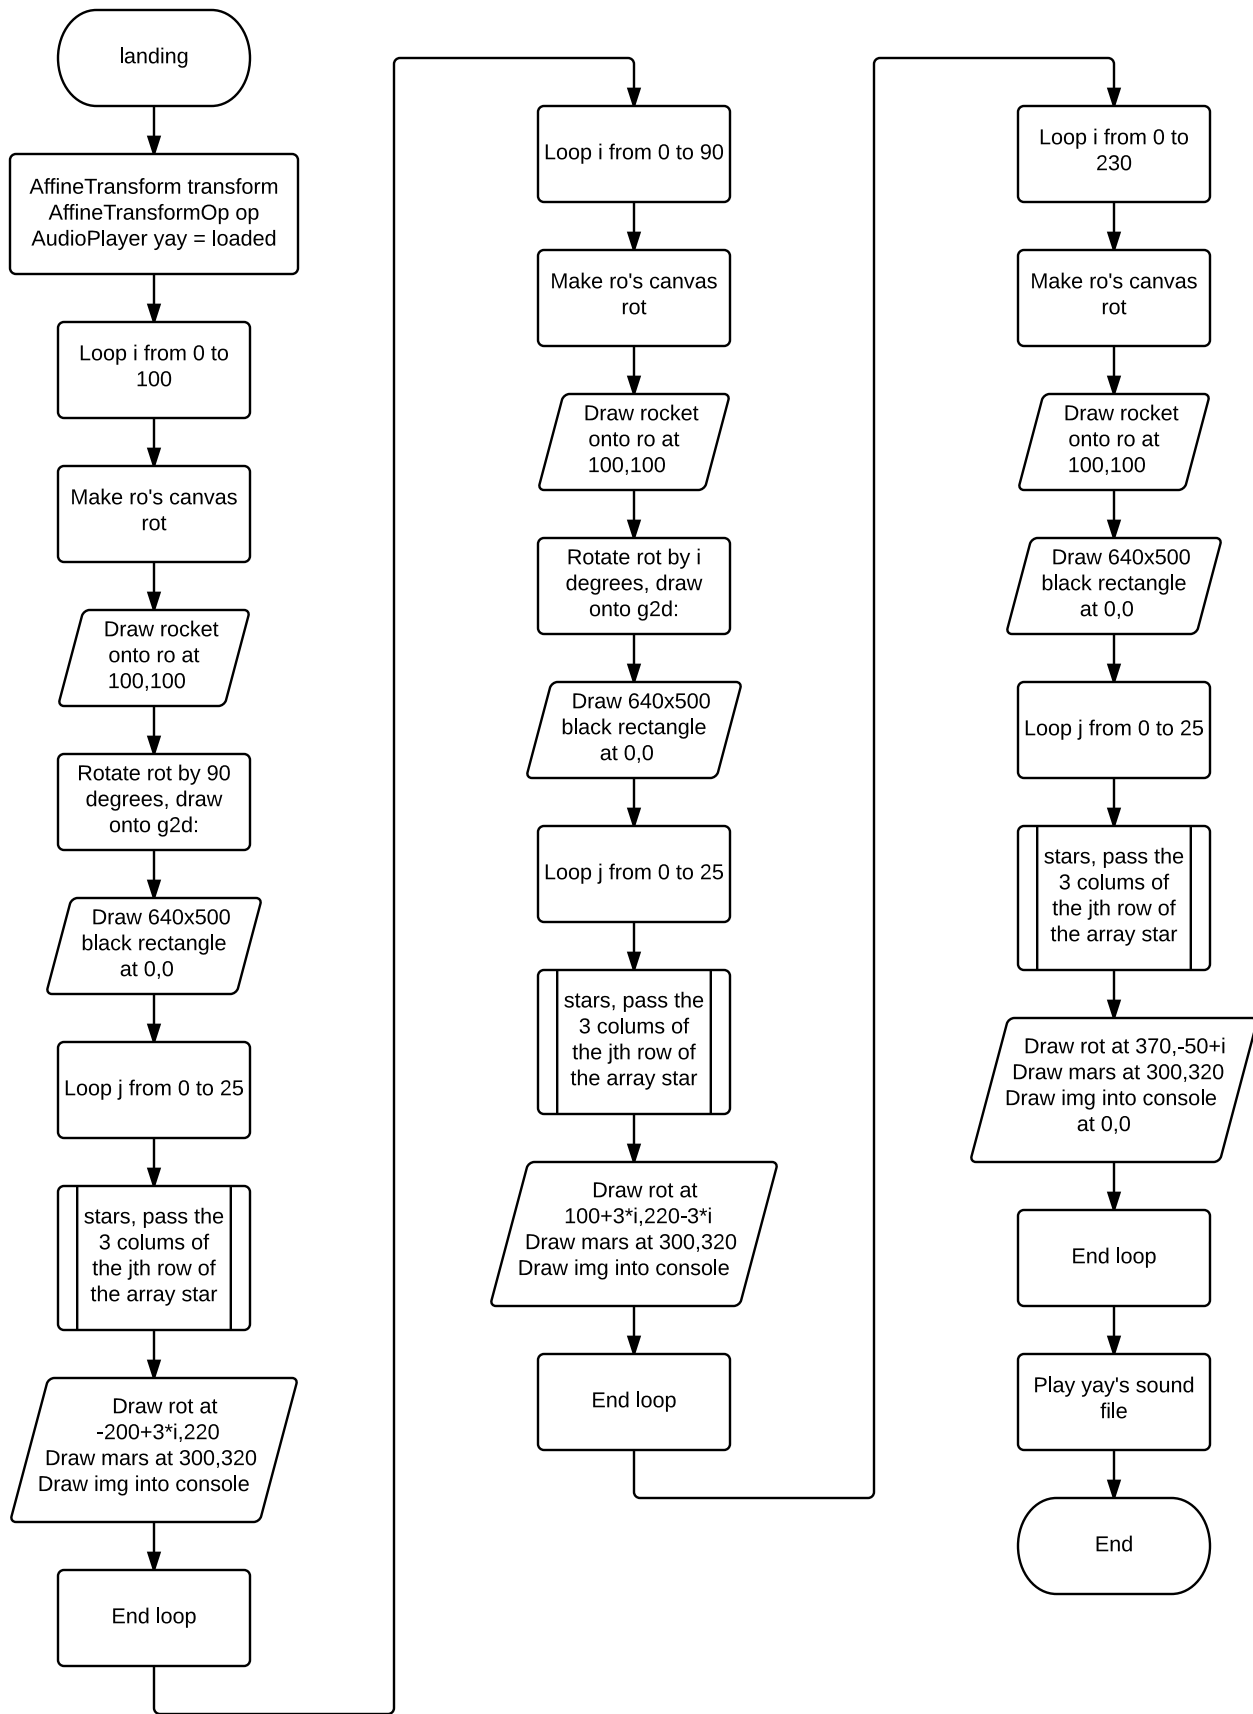 landing
AffineTransform transform
AffineTransformOp op
AudioPlayer yay = loaded
Loop i from 0 to
100
Make ro's canvas
rot
Draw rocket
onto ro at
100,100
Rotate rot by 90
degrees, draw
onto g2d:
Draw 640x500
black rectangle
at 0,0
Loop j from 0 to 25
stars, pass the
3 colums of
the jth row of
the array star
Draw rot at
-200+3*i,220
Draw mars at 300,320
Draw img into console
End loop
Loop i from 0 to 90
Make ro's canvas
rot
Draw rocket
onto ro at
100,100
Rotate rot by i
degrees, draw
onto g2d:
Draw 640x500
black rectangle
at 0,0
Loop j from 0 to 25
stars, pass the
3 colums of
the jth row of
the array star
Draw rot at
100+3*i,220-3*i
Draw mars at 300,320
Draw img into console
End loop
Loop i from 0 to
230
Make ro's canvas
rot
Draw rocket
onto ro at
100,100
Draw 640x500
black rectangle
at 0,0
Loop j from 0 to 25
stars, pass the
3 colums of
the jth row of
the array star
Draw rot at 370,-50+i
Draw mars at 300,320
Draw img into console
at 0,0
End loop
Play yay's sound
file
End